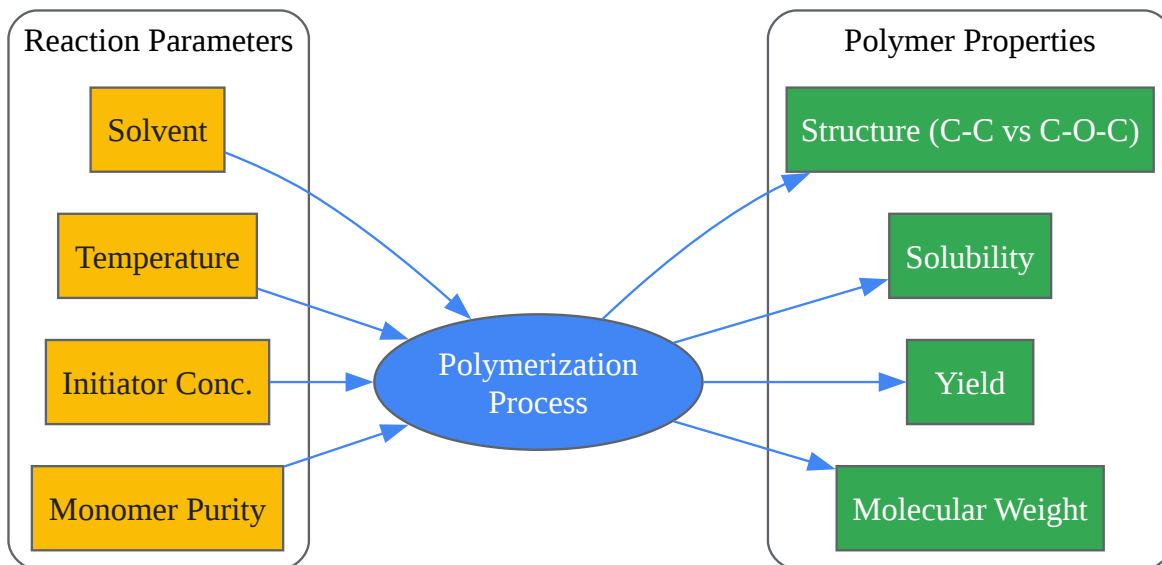 Reaction Parameters
Solvent
Temperature
Initiator Conc.
Monomer Purity
Polymerization
Process
Polymer Properties
Structure (C-C vs C-O-C)
Solubility
Yield
Molecular Weight